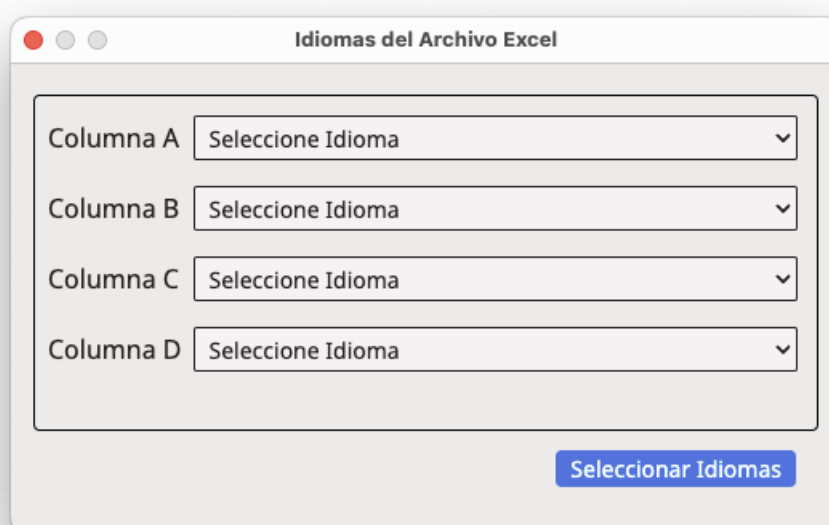 Idiomas del Archivo Excel
Columna A Seleccione Idioma
Columna B Seleccione Idioma
Columna C Seleccione Idioma
Columna D Seleccione Idioma
Seleccionar Idiomas